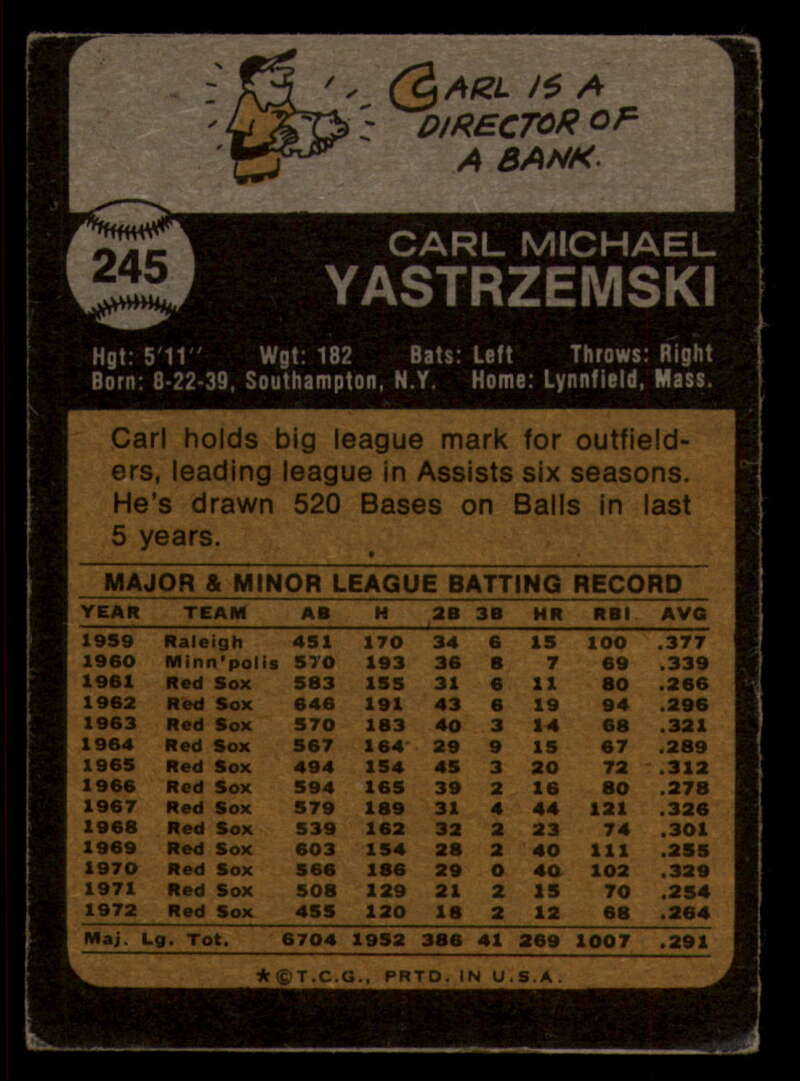 CARL IS A
DIRECTOR OF
A BANK.
245
CARL MICHAEL
YASTRZEMSKI
Hgt: 5'11" Wgt: 182 Bats: Left Throws: Right
Born: 8-22-39, Southampton, N.Y. Home: Lynnfield, Mass.
Carl holds big league mark for outfield-
ers, leading league in Assists six seasons.
He's drawn 520 Bases on Balls in last
5 years.
MAJOR & MINOR LEAGUE BATTING RECORD
YEAR TEAM AB H 2B 3B HR RBI AVG
1959 Raleigh 451 170 34 6 15 100 .377
1960 Minn'polis 570 193 36 8 7 69 .339
1961 Red Sox 583 155 31 6 11 80 .266
1962 Red Sox 646 191 43 6 19 94 .296
1963 Red Sox 570 183 40 3 14 68 .321
1964 Red Sox 567 164 29 9 15 67 .289
1965 Red Sox 494 154 45 3 20 72 .312
1966 Red Sox 594 165 39 2 16 80 .278
1967 Red Sox 579 189 31 4 44 121 .326
1968 Red Sox 539 162 32 2 23 74 .301
1969 Red Sox 603 154 28 2 40 111 .255
1970 Red Sox 566 186 29 0 40 102 .329
1971 Red Sox 508 129 21 2 15 70 .254
1972 Red Sox 455 120 18 2 12 68 .264
Maj. Lg. Tot. 6704 1952 386 41 269 1007 .291
*©T.C.G., PRTD. IN U.S.A.